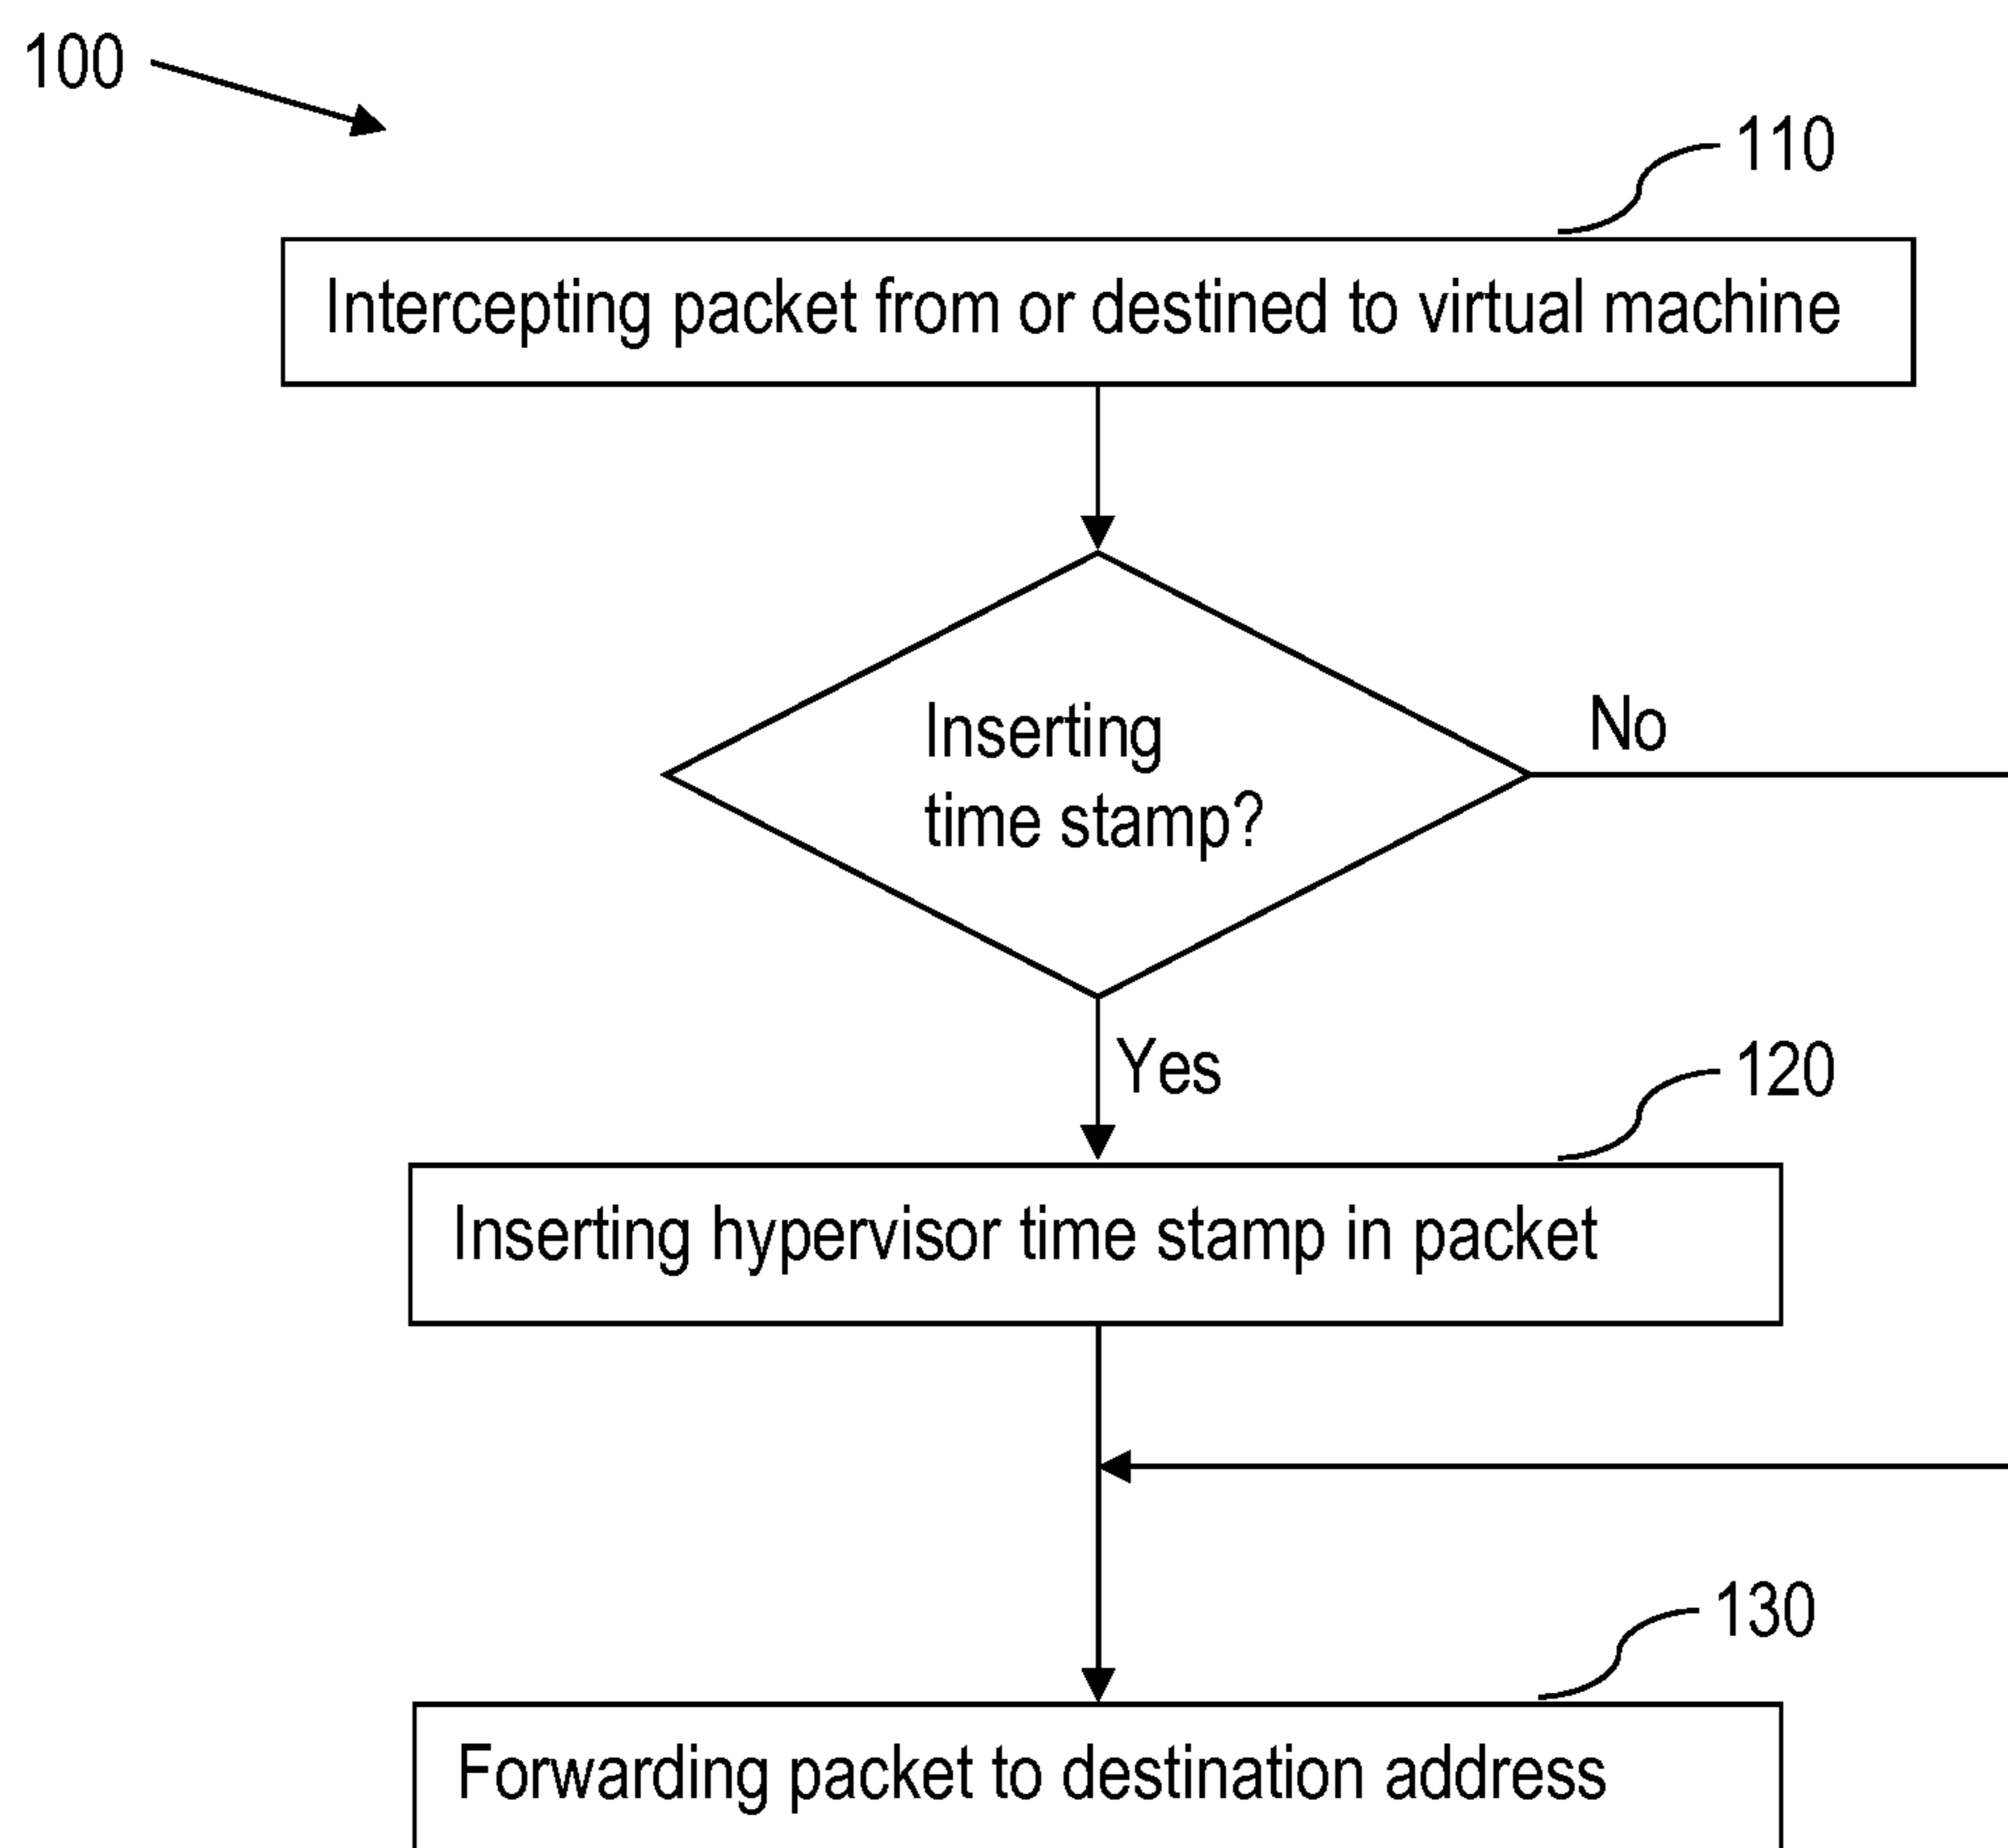 100
110
Intercepting packet from or destined to virtual machine
Inserting
time stamp?
No
Yes
120
Inserting hypervisor time stamp in packet
130
Forwarding packet to destination address